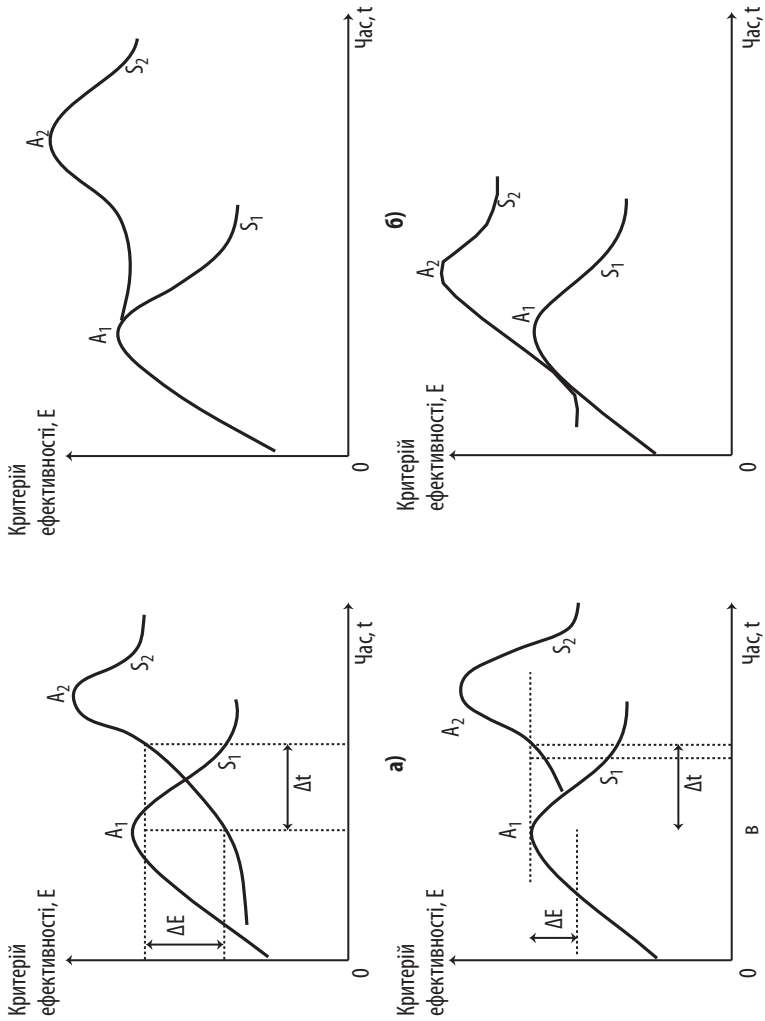 Критерій
ефективності, E
A₁
A₂
S₁
S₂
ΔE
Δt
0
Час, t
а)
Критерій
ефективності, E
A₁
A₂
S₁
S₂
0
Час, t
б)
Критерій
ефективності, E
A₁
A₂
S₁
S₂
ΔE
Δt
0
Час, t
в
Критерій
ефективності, E
A₁
A₂
S₁
S₂
0
Час, t